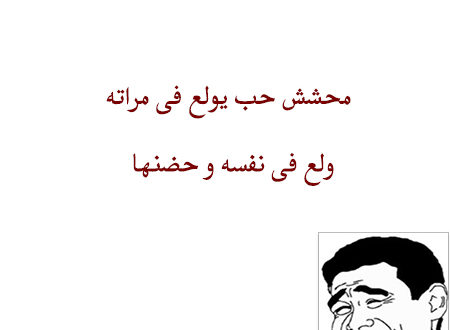 محشش حب يولع فى مراته
ولع فى نفسه و حضنها